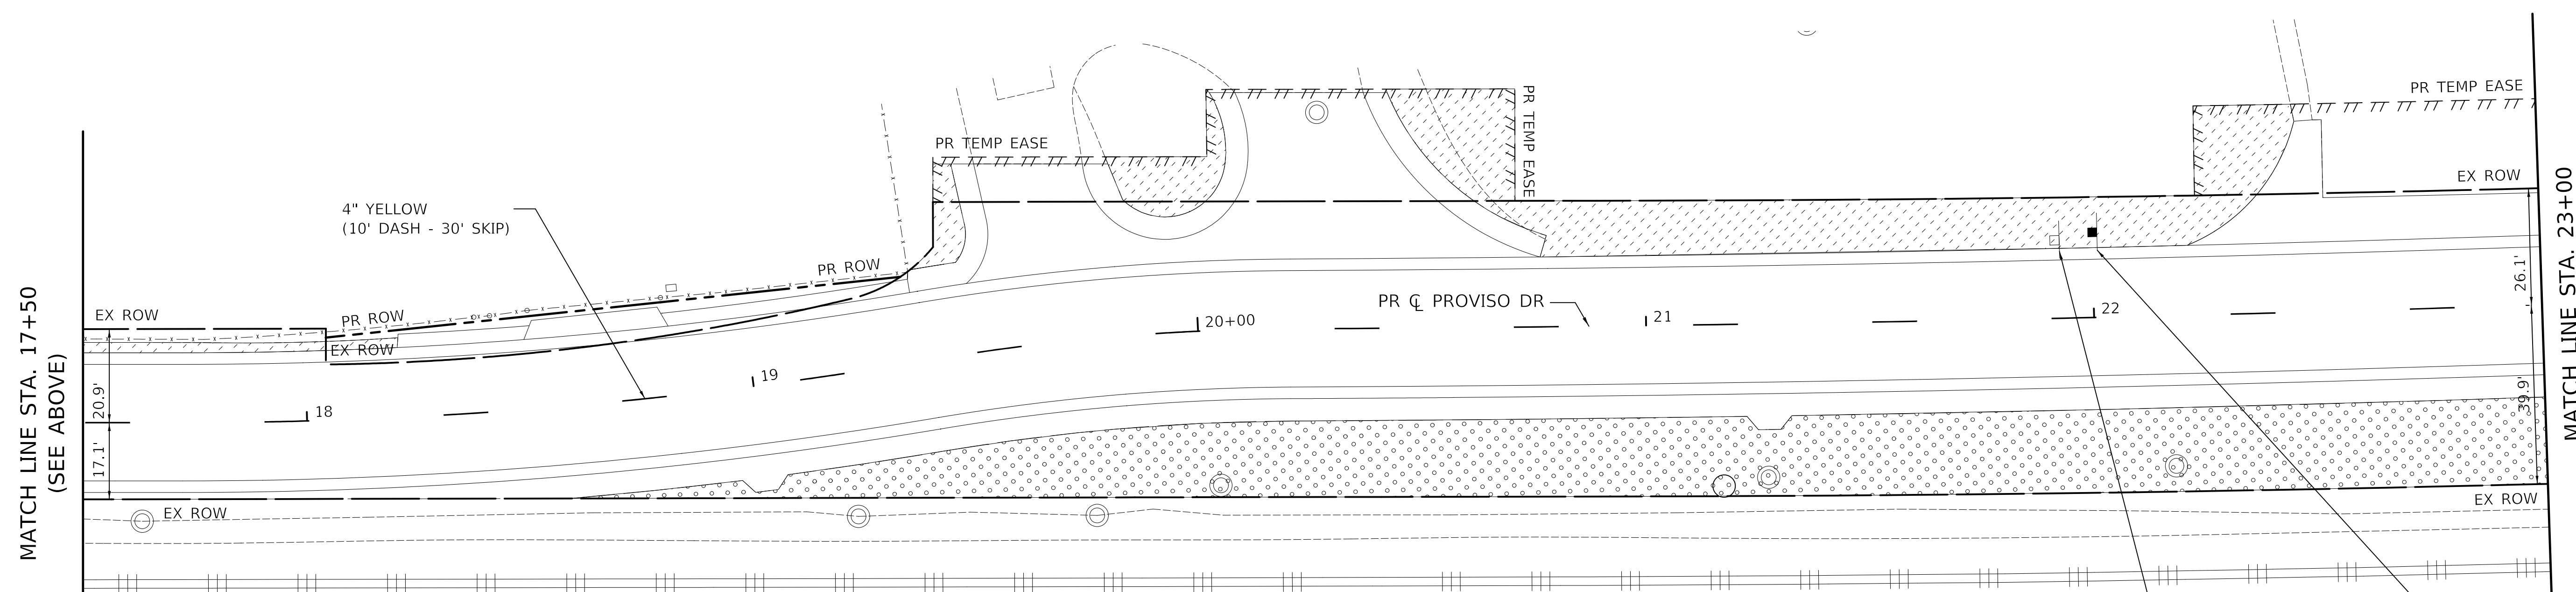 MATCH LINE STA. 17+50
(SEE ABOVE)
EX ROW
20.9'
17.1'
EX ROW
18
PR ROW
EX ROW
4" YELLOW
(10' DASH - 30' SKIP)
19
PR ROW
PR TEMP EASE
20+00
PR TEMP EASE
PR ℄ PROVISO DR
21
22
PR TEMP EASE
EX ROW
26.1'
39.9'
EX ROW
MATCH LINE STA. 23+00